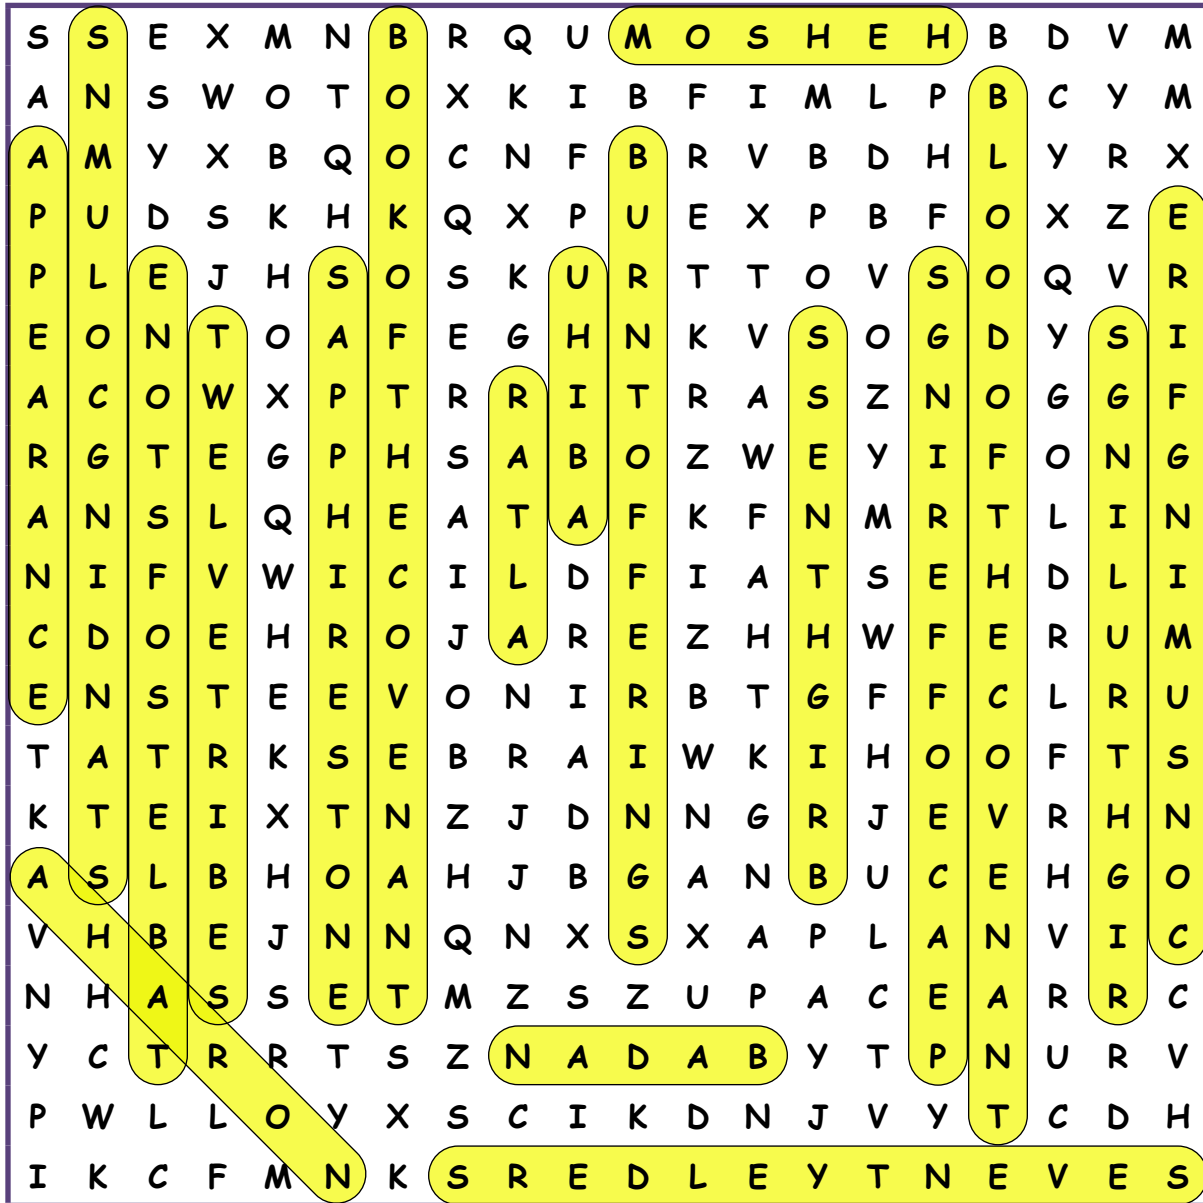 S S E X M N B R Q U M O S H E H B D V M
A N S W O T O X K I B F I M L P B C Y M
A M Y X B Q O C N F B R V B D H L Y R X
P U D S K H K Q X P U E X P B F O X Z E
P L E J H S O S K U R T T O V S O Q V R
E O N T O A F E G H N K V S O G D Y S I
A C O W X P T R R I T R A S Z N O G G F
R G T E G P H S A B O Z W E Y I F O N G
A N S L Q H E A T A F K F N M R T L I N
N I F V W I C I L D F I A T S E H D L I
C D O E H R O J A R E Z H H W F E R U M
E N S T E E V O N I R B T G F F C L R U
T A T R K S E B R A I W K I H O O F T S
K T E I X T N Z J D N N G R J E V R H N
A S L B H O A H J B G A N B U C E H G O
V H B E J N N Q N X S X A P L A N V I C
N H A S S E T M Z S Z U P A C E A R R C
Y C T R R T S Z N A D A B Y T P N U R V
P W L L O Y X S C I K D N J V Y T C D H
I K C F M N K S R E D L E Y T N E V E S